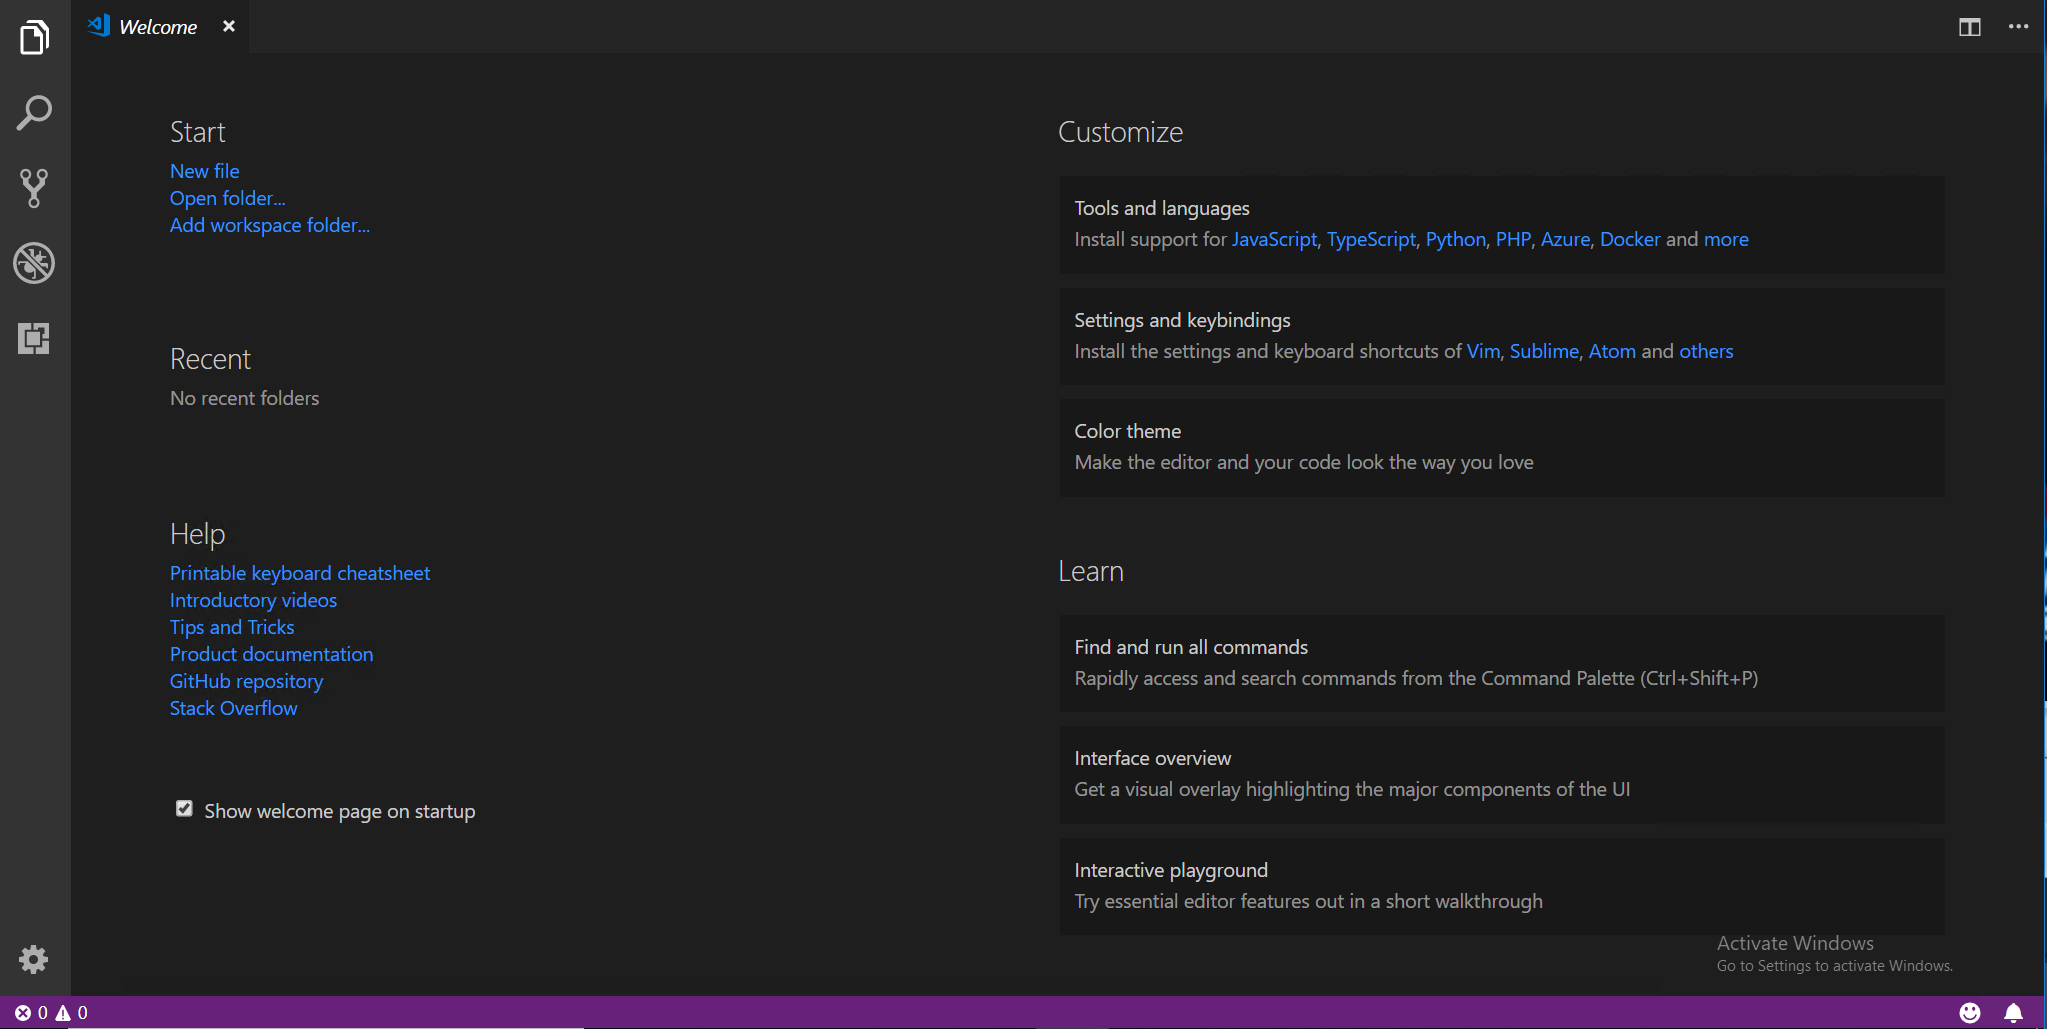 Welcome
Start
New file
Open folder...
Add workspace folder...
Recent
No recent folders
Help
Printable keyboard cheatsheet
Introductory videos
Tips and Tricks
Product documentation
GitHub repository
Stack Overflow
Show welcome page on startup
Customize
Tools and languages
Install support for JavaScript, TypeScript, Python, PHP, Azure, Docker and more
Settings and keybindings
Install the settings and keyboard shortcuts of Vim, Sublime, Atom and others
Color theme
Make the editor and your code look the way you love
Learn
Find and run all commands
Rapidly access and search commands from the Command Palette (Ctrl+Shift+P)
Interface overview
Get a visual overlay highlighting the major components of the UI
Interactive playground
Try essential editor features out in a short walkthrough
Activate Windows
Go to Settings to activate Windows.
0 0